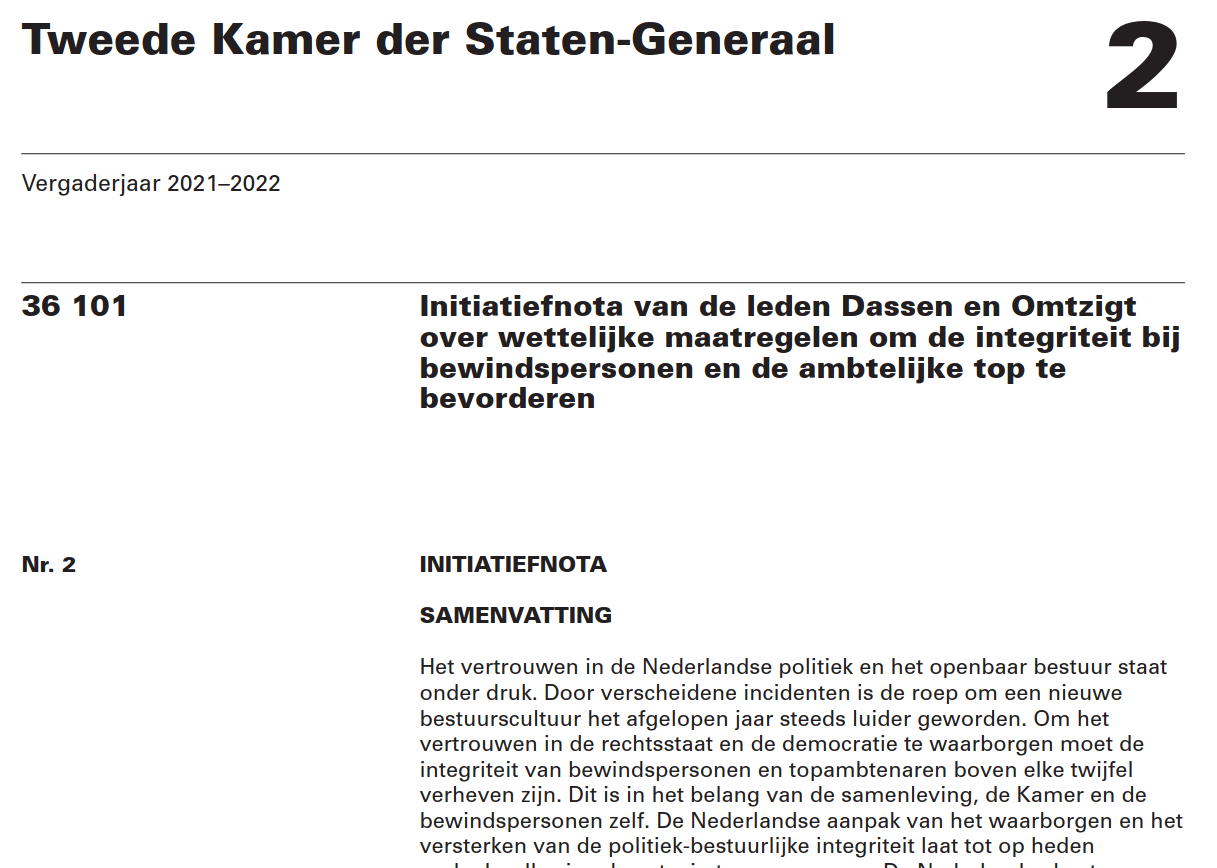 Tweede Kamer der Staten-Generaal
2
Vergaderjaar 2021–2022
36 101
Initiatiefnota van de leden Dassen en Omtzigt
over wettelijke maatregelen om de integriteit bij
bewindspersonen en de ambtelijke top te
bevorderen
Nr. 2
INITIATIEFNOTA
SAMENVATTING
Het vertrouwen in de Nederlandse politiek en het openbaar bestuur staat
onder druk. Door verscheidene incidenten is de roep om een nieuwe
bestuurscultuur het afgelopen jaar steeds luider geworden. Om het
vertrouwen in de rechtsstaat en de democratie te waarborgen moet de
integriteit van bewindspersonen en topambtenaren boven elke twijfel
verheven zijn. Dit is in het belang van de samenleving, de Kamer en de
bewindspersonen zelf. De Nederlandse aanpak van het waarborgen en het
versterken van de politiek-bestuurlijke integriteit laat tot op heden